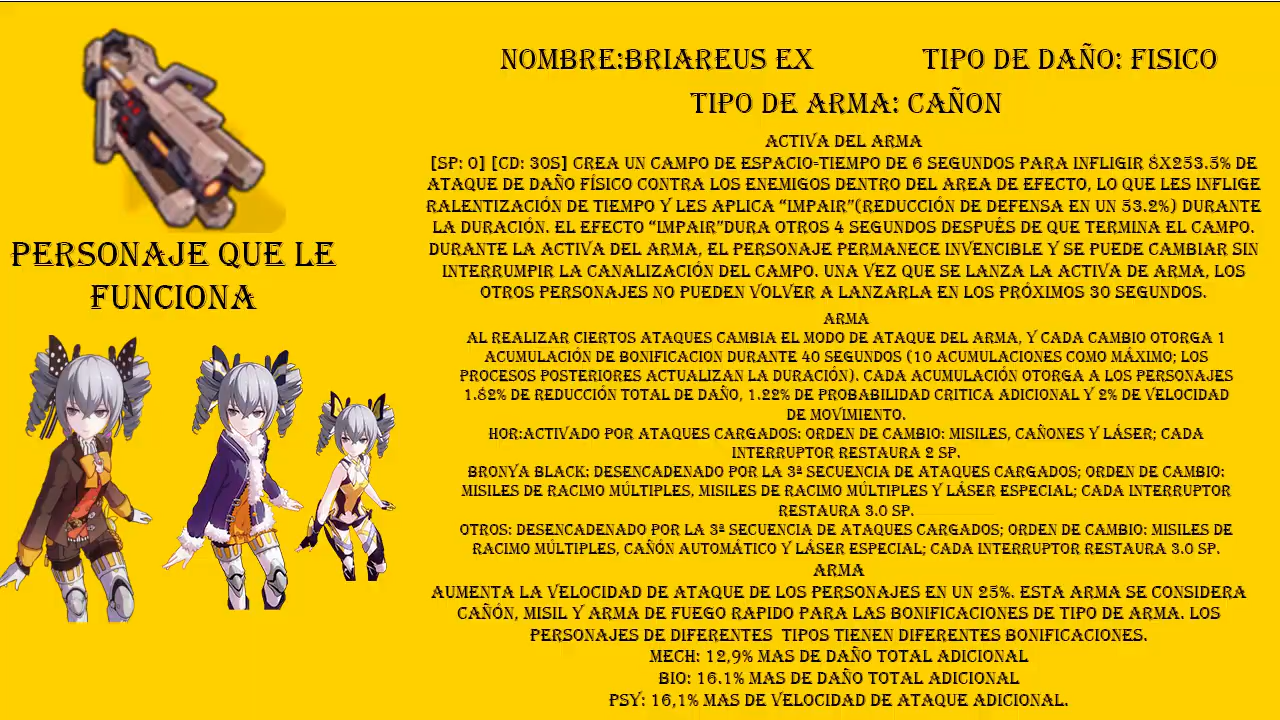 NOMBRE:BRIAREUS EX
TIPO DE DAÑO: FISICO
TIPO DE ARMA: CAÑON
ACTIVA DEL ARMA
[SP: 0] [CD: 30S] CREA UN CAMPO DE ESPACIO-TIEMPO DE 6 SEGUNDOS PARA INFLIGIR 8X253.5% DE
ATAQUE DE DAÑO FÍSICO CONTRA LOS ENEMIGOS DENTRO DEL AREA DE EFECTO, LO QUE LES INFLIGE
RALENTIZACIÓN DE TIEMPO Y LES APLICA “IMPAIR”(REDUCCIÓN DE DEFENSA EN UN 53.2%) DURANTE
LA DURACIÓN. EL EFECTO “IMPAIR”DURA OTROS 4 SEGUNDOS DESPUÉS DE QUE TERMINA EL CAMPO.
DURANTE LA ACTIVA DEL ARMA, EL PERSONAJE PERMANECE INVENCIBLE Y SE PUEDE CAMBIAR SIN
INTERRUMPIR LA CANALIZACIÓN DEL CAMPO. UNA VEZ QUE SE LANZA LA ACTIVA DE ARMA, LOS
OTROS PERSONAJES NO PUEDEN VOLVER A LANZARLA EN LOS PRÓXIMOS 30 SEGUNDOS.
ARMA
AL REALIZAR CIERTOS ATAQUES CAMBIA EL MODO DE ATAQUE DEL ARMA, Y CADA CAMBIO OTORGA 1
ACUMULACIÓN DE BONIFICACION DURANTE 40 SEGUNDOS (10 ACUMULACIONES COMO MÁXIMO; LOS
PROCESOS POSTERIORES ACTUALIZAN LA DURACIÓN). CADA ACUMULACIÓN OTORGA A LOS PERSONAJES
1.82% DE REDUCCIÓN TOTAL DE DAÑO, 1.22% DE PROBABILIDAD CRITICA ADICIONAL Y 2% DE VELOCIDAD
DE MOVIMIENTO.
HOR:ACTIVADO POR ATAQUES CARGADOS: ORDEN DE CAMBIO: MISILES, CAÑONES Y LÁSER; CADA
INTERRUPTOR RESTAURA 2 SP.
BRONYA BLACK: DESENCADENADO POR LA 3ª SECUENCIA DE ATAQUES CARGADOS; ORDEN DE CAMBIO:
MISILES DE RACIMO MÚLTIPLES, MISILES DE RACIMO MÚLTIPLES Y LÁSER ESPECIAL; CADA INTERRUPTOR
RESTAURA 3.0 SP.
OTROS: DESENCADENADO POR LA 3ª SECUENCIA DE ATAQUES CARGADOS; ORDEN DE CAMBIO: MISILES DE
RACIMO MÚLTIPLES, CAÑÓN AUTOMÁTICO Y LÁSER ESPECIAL; CADA INTERRUPTOR RESTAURA 3.0 SP.
ARMA
AUMENTA LA VELOCIDAD DE ATAQUE DE LOS PERSONAJES EN UN 25%. ESTA ARMA SE CONSIDERA
CAÑÓN, MISIL Y ARMA DE FUEGO RAPIDO PARA LAS BONIFICACIONES DE TIPO DE ARMA. LOS
PERSONAJES DE DIFERENTES TIPOS TIENEN DIFERENTES BONIFICACIONES.
MECH: 12,9% MAS DE DAÑO TOTAL ADICIONAL
BIO: 16.1% MAS DE DAÑO TOTAL ADICIONAL
PSY: 16,1% MAS DE VELOCIDAD DE ATAQUE ADICIONAL.
PERSONAJE QUE LE
FUNCIONA